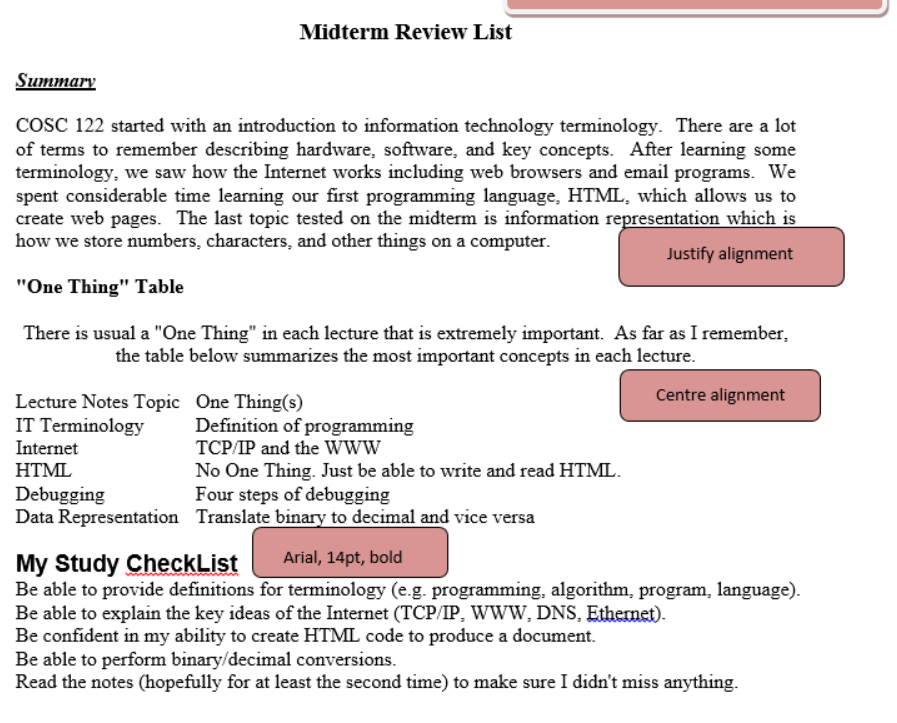 Midterm Review List
Summary
COSC 122 started with an introduction to information technology terminology.  There are a lot
of terms to remember describing hardware, software, and key concepts.  After learning some
terminology, we saw how the Internet works including web browsers and email programs.  We
spent considerable time learning our first programming language, HTML, which allows us to
create web pages.  The last topic tested on the midterm is information representation which is
how we store numbers, characters, and other things on a computer.
Justify alignment
"One Thing" Table
There is usual a "One Thing" in each lecture that is extremely important.  As far as I remember,
the table below summarizes the most important concepts in each lecture.
Centre alignment
Lecture Notes Topic One Thing(s)
IT Terminology Definition of programming
Internet TCP/IP and the WWW
HTML No One Thing. Just be able to write and read HTML.
Debugging Four steps of debugging
Data Representation Translate binary to decimal and vice versa
My Study CheckList
Arial, 14pt, bold
Be able to provide definitions for terminology (e.g. programming, algorithm, program, language).
Be able to explain the key ideas of the Internet (TCP/IP, WWW, DNS, Ethernet).
Be confident in my ability to create HTML code to produce a document.
Be able to perform binary/decimal conversions.
Read the notes (hopefully for at least the second time) to make sure I didn't miss anything.